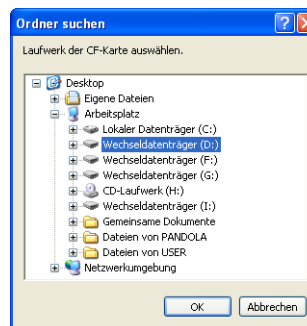 Ordner suchen
Laufwerk der CF-Karte auswählen.
Desktop
Eigene Dateien
Arbeitsplatz
Lokaler Datenträger (C:)
Wechseldatenträger (D:)
Wechseldatenträger (F:)
Wechseldatenträger (G:)
CD-Laufwerk (H:)
Wechseldatenträger (I:)
Gemeinsame Dokumente
Dateien von PANDOLA
Dateien von USER
Netzwerkumgebung
OK Abbrechen